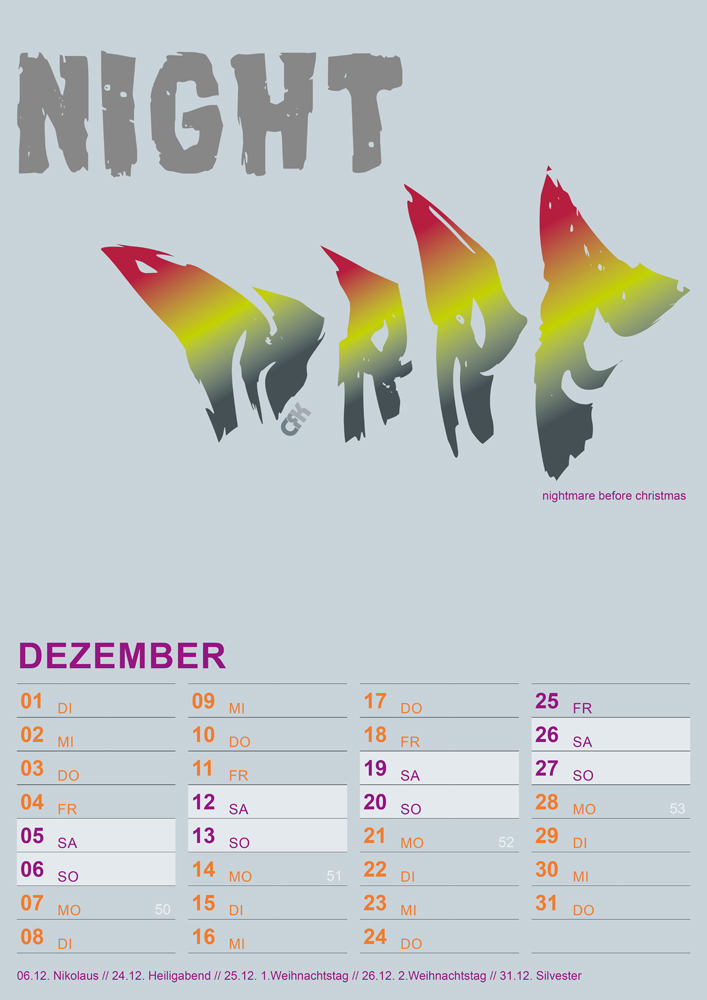 NIGHT
MARE
CFK
nightmare before christmas
DEZEMBER
01 DI
02 MI
03 DO
04 FR
05 SA
06 SO
07 MO 50
08 DI
09 MI
10 DO
11 FR
12 SA
13 SO
14 MO 51
15 DI
16 MI
17 DO
18 FR
19 SA
20 SO
21 MO 52
22 DI
23 MI
24 DO
25 FR
26 SA
27 SO
28 MO 53
29 DI
30 MI
31 DO
06.12. Nikolaus // 24.12. Heiligabend // 25.12. 1.Weihnachtstag // 26.12. 2.Weihnachtstag // 31.12. Silvester